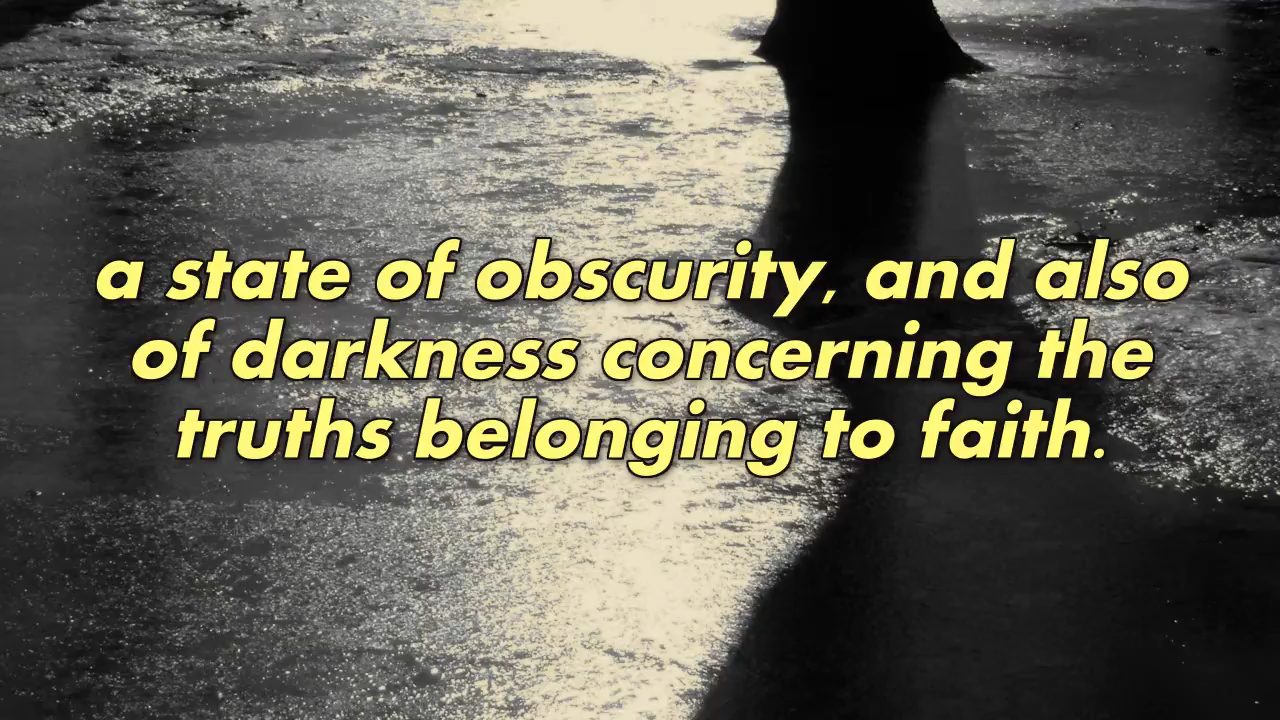 a state of obscurity, and also
of darkness concerning the
truths belonging to faith.